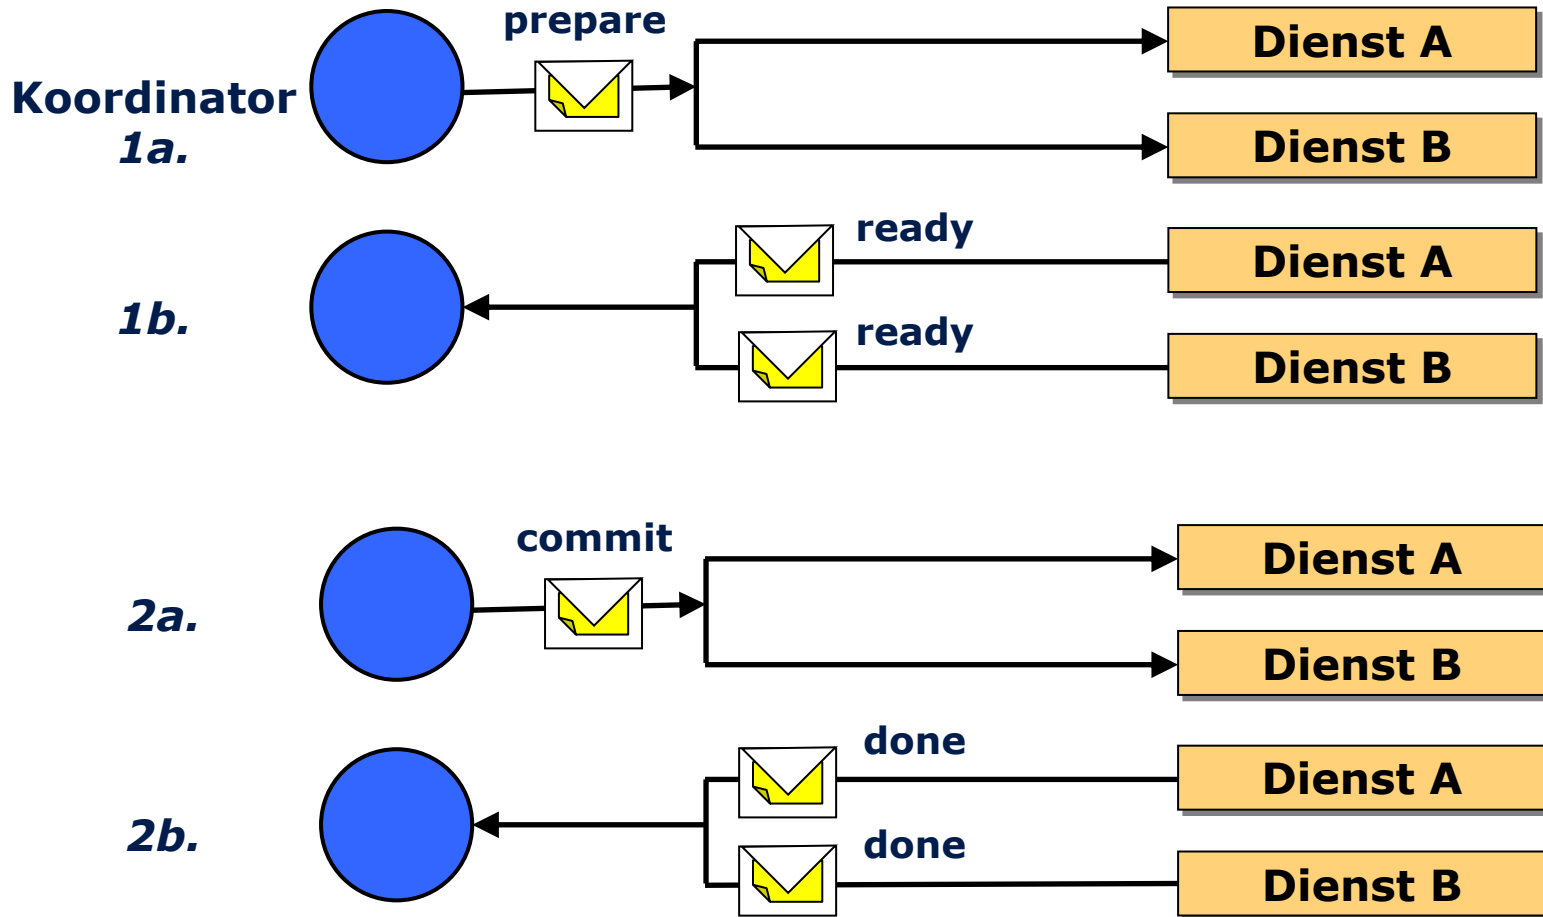 prepare
Dienst A
Koordinator
1a.
Dienst B
ready
Dienst A
1b.
ready
Dienst B
commit
Dienst A
2a.
Dienst B
done
Dienst A
2b.
done
Dienst B